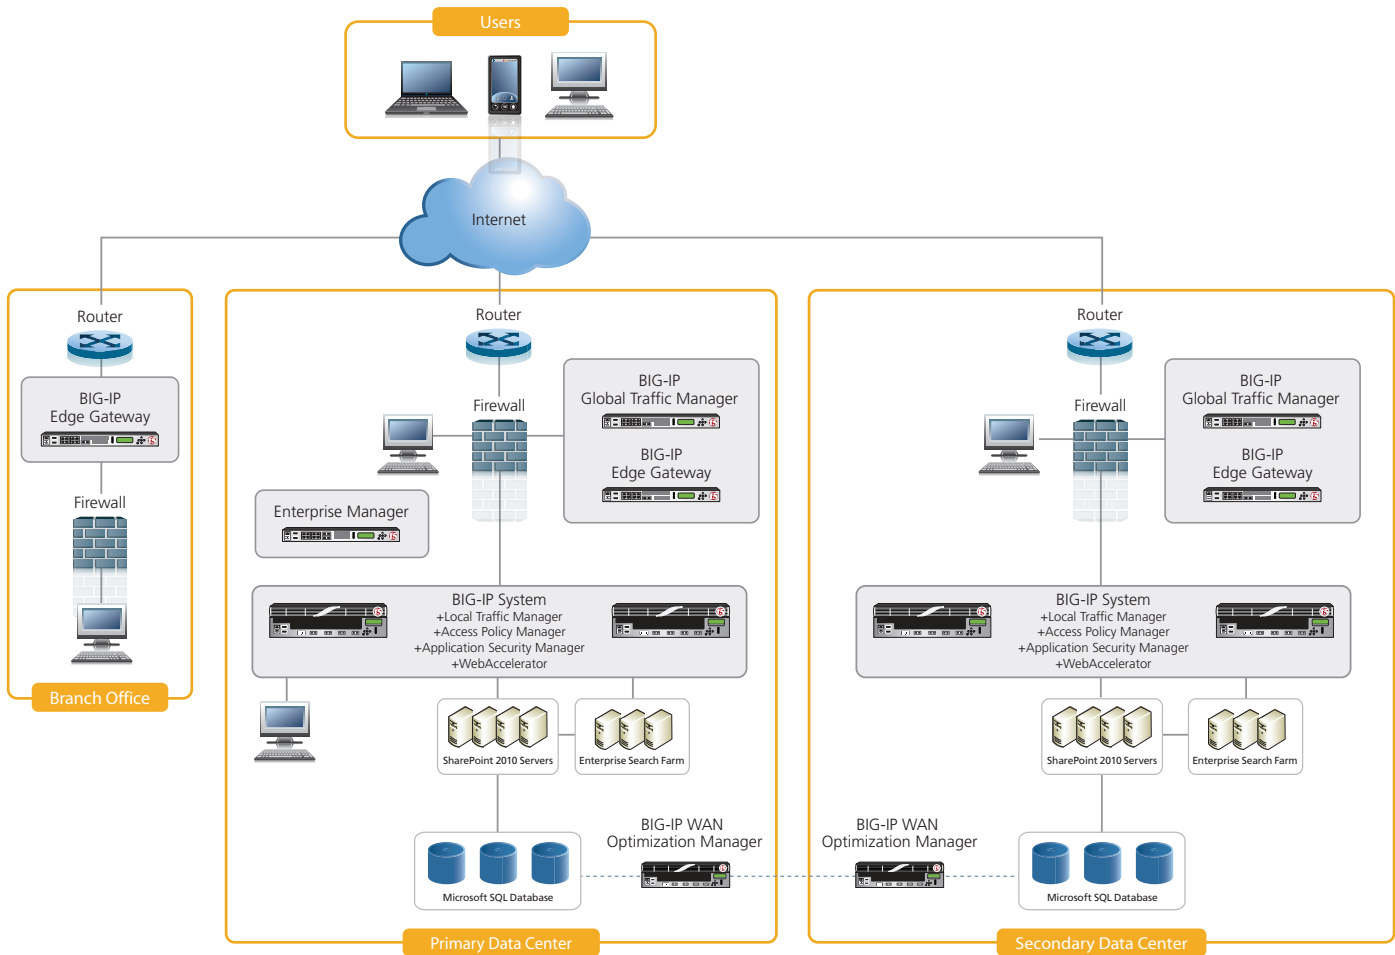 Users
Internet
Router
BIG-IP
Edge Gateway
Firewall
Branch Office
Router
Firewall
BIG-IP
Global Traffic Manager
BIG-IP
Edge Gateway
Enterprise Manager
BIG-IP System
+Local Traffic Manager
+Access Policy Manager
+Application Security Manager
+WebAccelerator
SharePoint 2010 Servers
Enterprise Search Farm
BIG-IP WAN
Optimization Manager
Microsoft SQL Database
Primary Data Center
Router
Firewall
BIG-IP
Global Traffic Manager
BIG-IP
Edge Gateway
BIG-IP System
+Local Traffic Manager
+Access Policy Manager
+Application Security Manager
+WebAccelerator
SharePoint 2010 Servers
Enterprise Search Farm
BIG-IP WAN
Optimization Manager
Microsoft SQL Database
Secondary Data Center